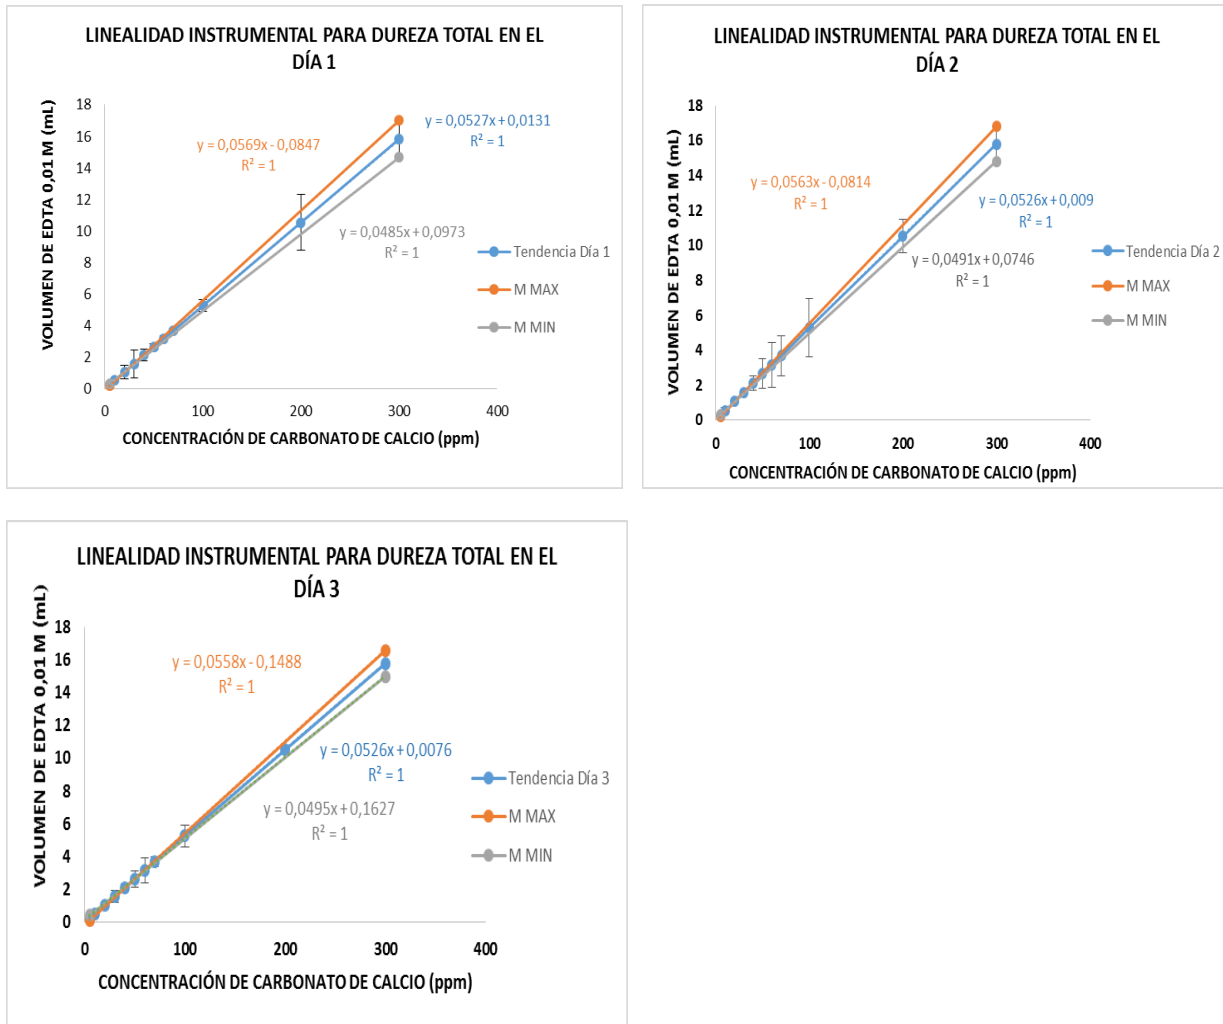 LINEALIDAD INSTRUMENTAL PARA DUREZA TOTAL EN EL
DÍA 1
VOLUMEN DE EDTA 0,01 M (mL)
18
16
14
12
10
8
6
4
2
0
0
100
200
300
400
CONCENTRACIÓN DE CARBONATO DE CALCIO (ppm)
y = 0,0569x - 0,0847
R² = 1
y = 0,0527x + 0,0131
R² = 1
y = 0,0485x + 0,0973
R² = 1
Tendencia Día 1
M MAX
M MIN
LINEALIDAD INSTRUMENTAL PARA DUREZA TOTAL EN EL
DÍA 2
VOLUMEN DE EDTA 0,01 M (mL)
18
16
14
12
10
8
6
4
2
0
0
100
200
300
400
CONCENTRACIÓN DE CARBONATO DE CALCIO (ppm)
y = 0,0563x - 0,0814
R² = 1
y = 0,0526x + 0,009
R² = 1
y = 0,0491x + 0,0746
R² = 1
Tendencia Día 2
M MAX
M MIN
LINEALIDAD INSTRUMENTAL PARA DUREZA TOTAL EN EL
DÍA 3
VOLUMEN DE EDTA 0,01 M (mL)
18
16
14
12
10
8
6
4
2
0
0
100
200
300
400
CONCENTRACIÓN DE CARBONATO DE CALCIO (ppm)
y = 0,0558x - 0,1488
R² = 1
y = 0,0526x + 0,0076
R² = 1
y = 0,0495x + 0,1627
R² = 1
Tendencia Día 3
M MAX
M MIN